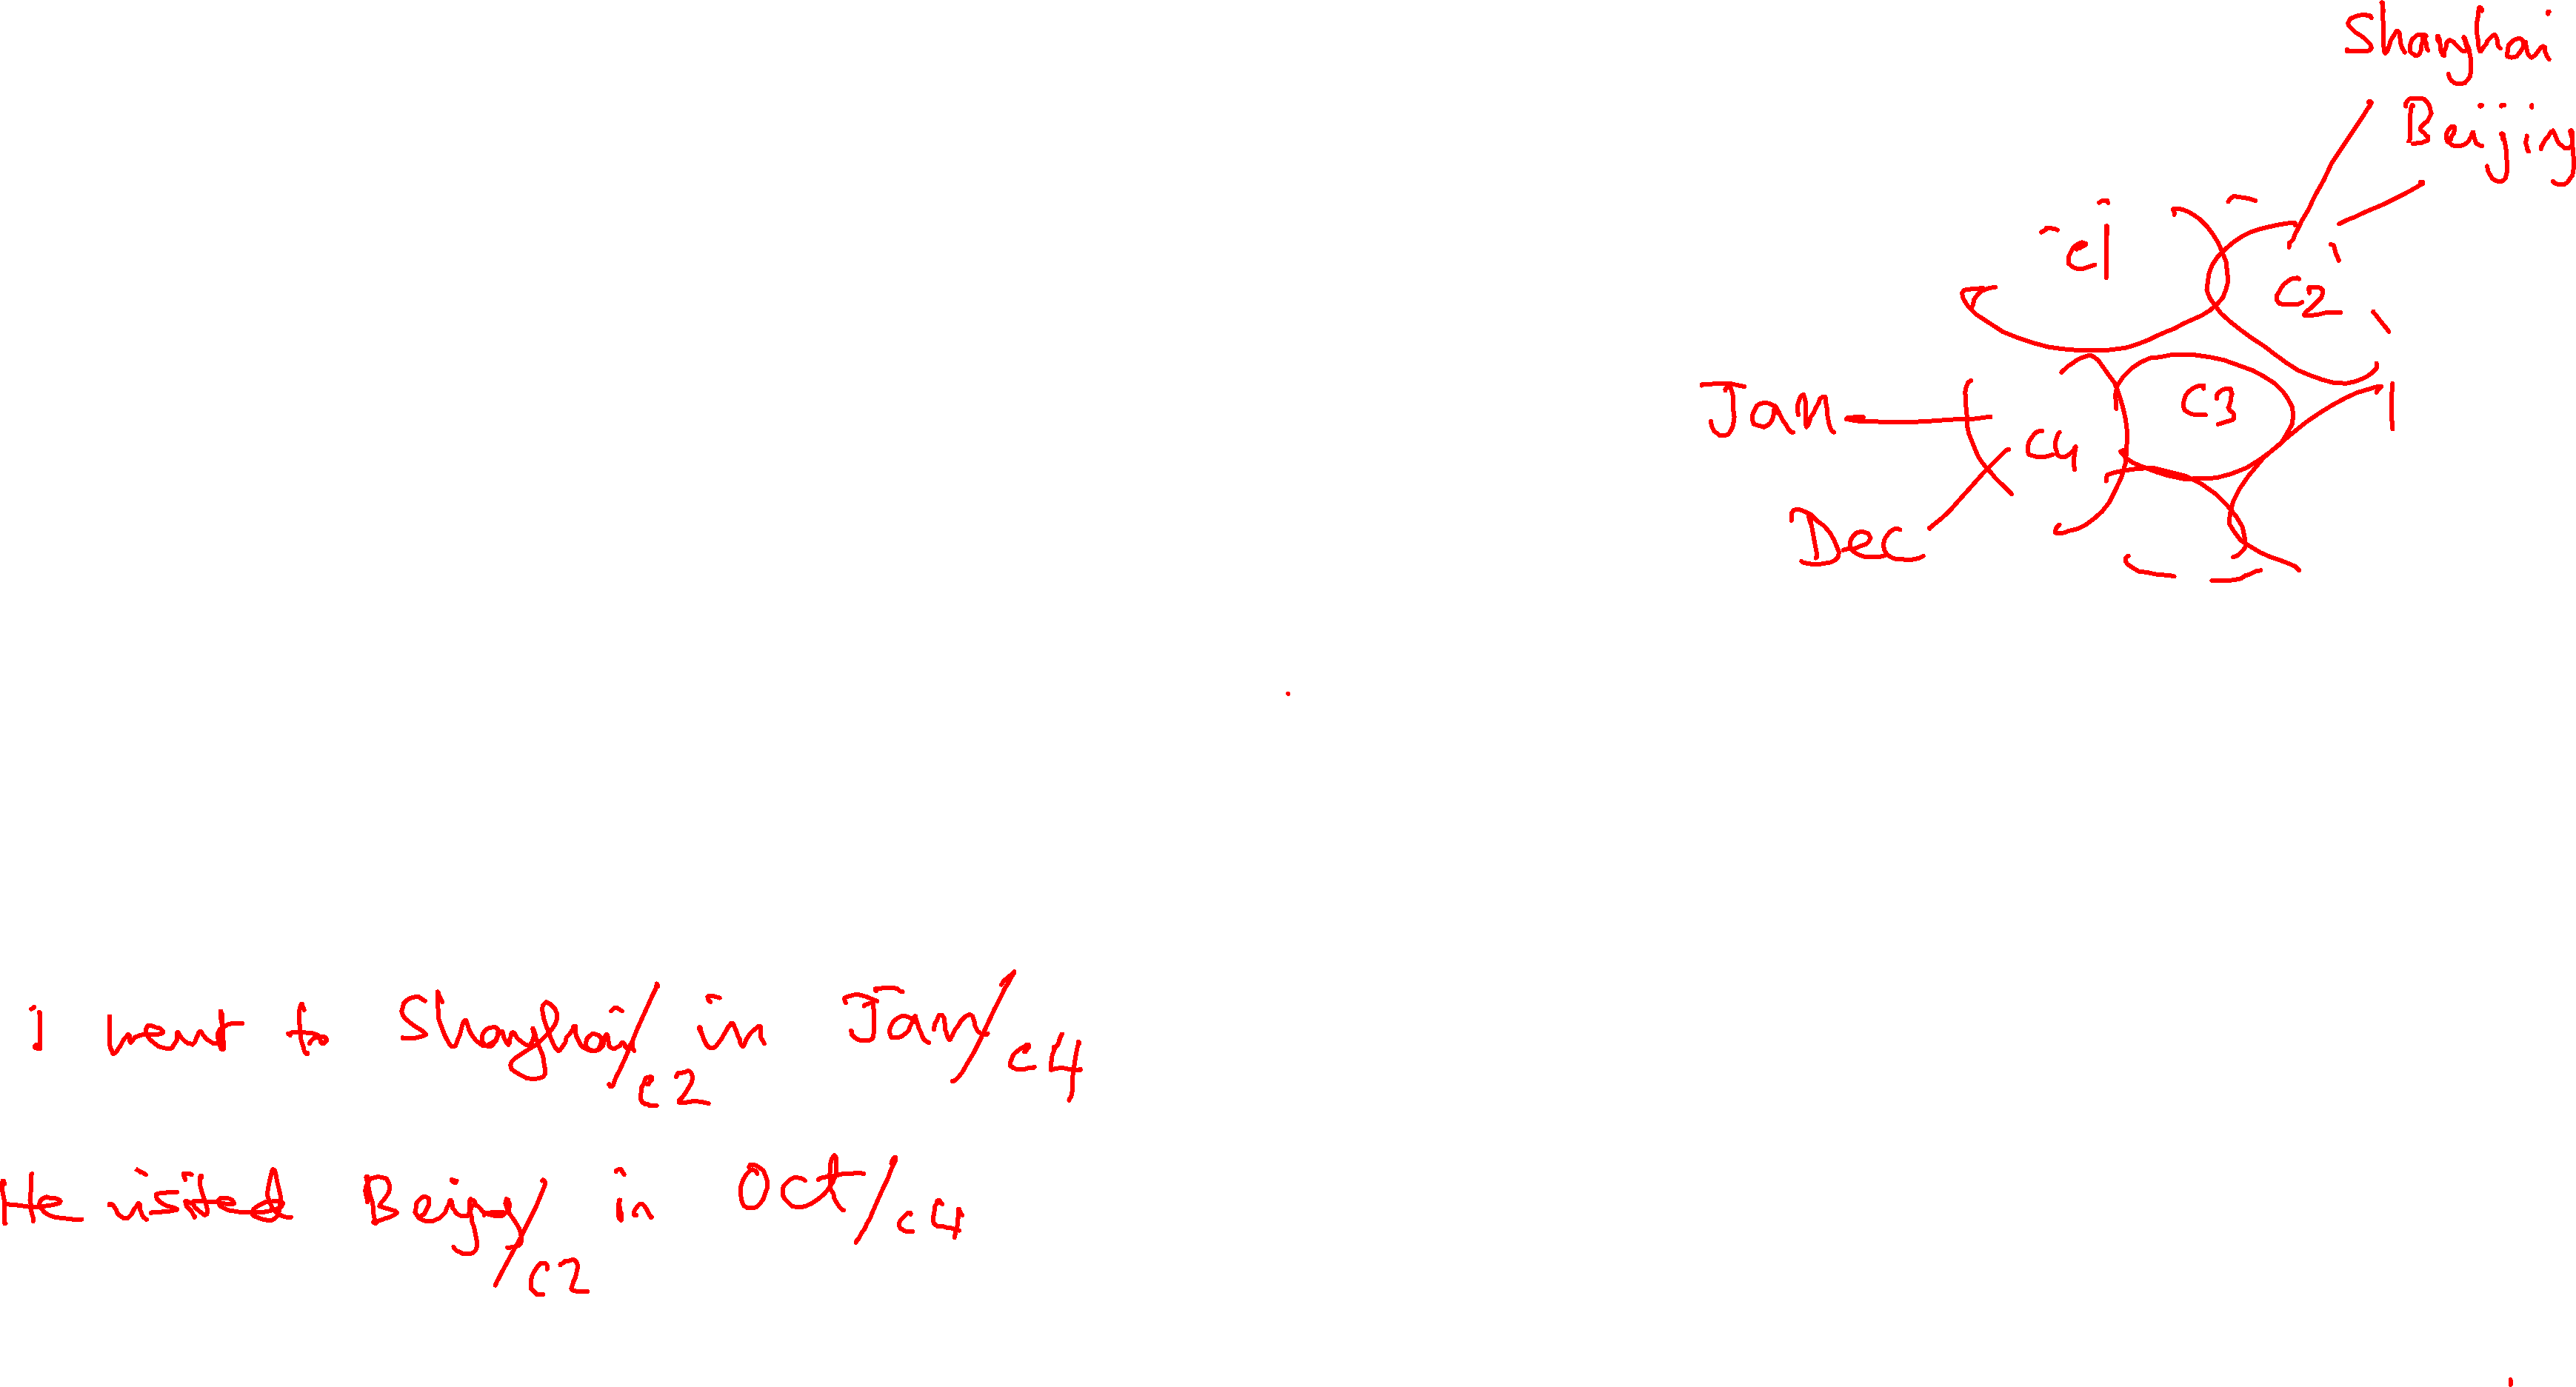 Shanghai
Beijing
c1
c2
c3
Jan
c4
Dec
i went to Shanghai/c2 in Jan/c4
He visited Beijing/c2 in Oct/c4